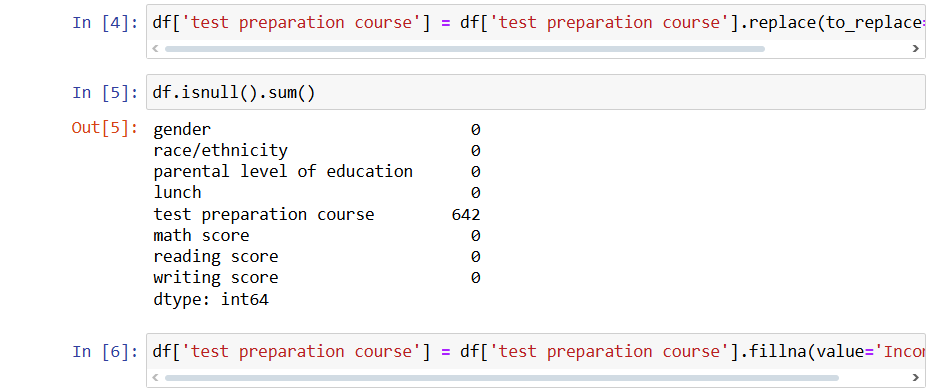 In [4]: df['test preparation course'] = df['test preparation course'].replace(to_replace=
In [5]: df.isnull().sum()
Out[5]: gender 0
race/ethnicity 0
parental level of education 0
lunch 0
test preparation course 642
math score 0
reading score 0
writing score 0
dtype: int64
In [6]: df['test preparation course'] = df['test preparation course'].fillna(value='Incom